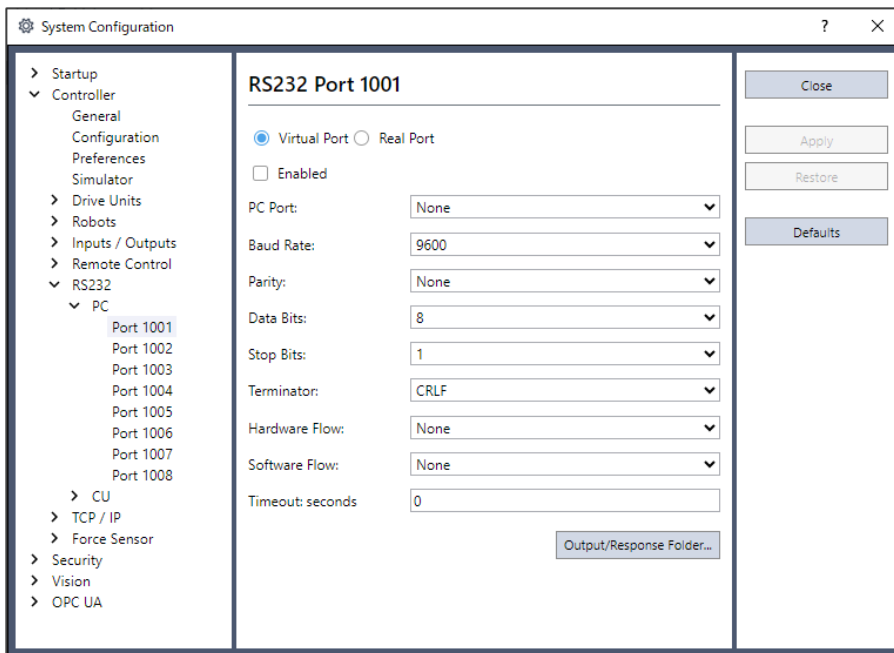 System Configuration
?
Startup
Controller
General
Configuration
Preferences
Simulator
Drive Units
Robots
Inputs / Outputs
Remote Control
RS232
PC
Port 1001
Port 1002
Port 1003
Port 1004
Port 1005
Port 1006
Port 1007
Port 1008
CU
TCP / IP
Force Sensor
Security
Vision
OPC UA
RS232 Port 1001
Virtual Port Real Port
Enabled
PC Port: None
Baud Rate: 9600
Parity: None
Data Bits: 8
Stop Bits: 1
Terminator: CRLF
Hardware Flow: None
Software Flow: None
Timeout: seconds 0
Output/Response Folder...
Close
Apply
Restore
Defaults